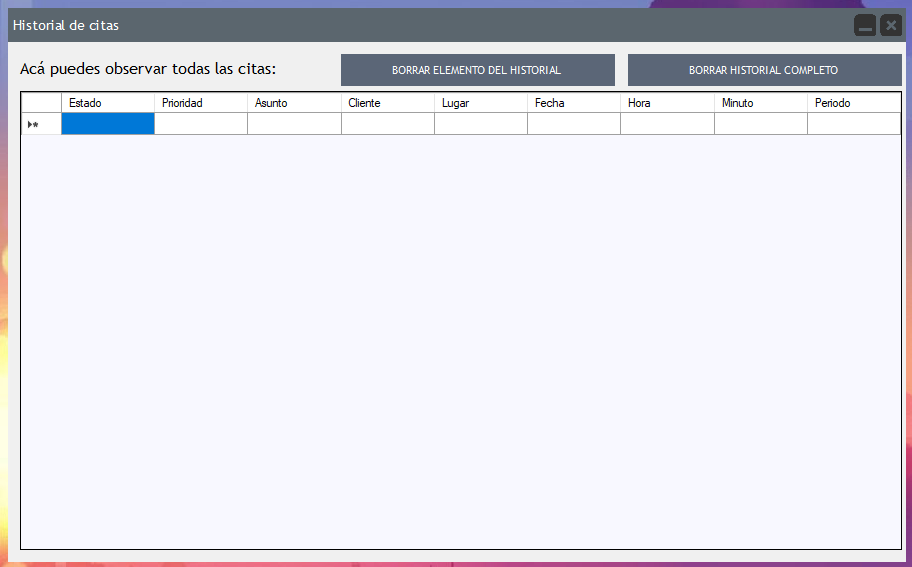 Historial de citas
Acá puedes observar todas las citas:
BORRAR ELEMENTO DEL HISTORIAL
BORRAR HISTORIAL COMPLETO
Estado Prioridad Asunto Cliente Lugar Fecha Hora Minuto Periodo